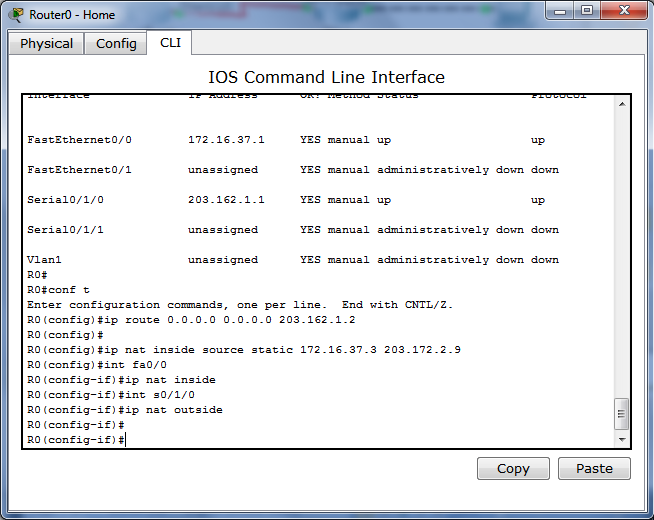 Router0 - Home
Physical Config CLI
IOS Command Line Interface
Interface IP Address OK? Method Status Protocol
FastEthernet0/0 172.16.37.1 YES manual up up
FastEthernet0/1 unassigned YES manual administratively down down
Serial0/1/0 203.162.1.1 YES manual up up
Serial0/1/1 unassigned YES manual administratively down down
Vlan1 unassigned YES manual administratively down down
R0#
R0#conf t
Enter configuration commands, one per line. End with CNTL/Z.
R0(config)#ip route 0.0.0.0 0.0.0.0 203.162.1.2
R0(config)#
R0(config)#ip nat inside source static 172.16.37.3 203.172.2.9
R0(config)#int fa0/0
R0(config-if)#ip nat inside
R0(config-if)#int s0/1/0
R0(config-if)#ip nat outside
R0(config-if)#
R0(config-if)#
Copy Paste